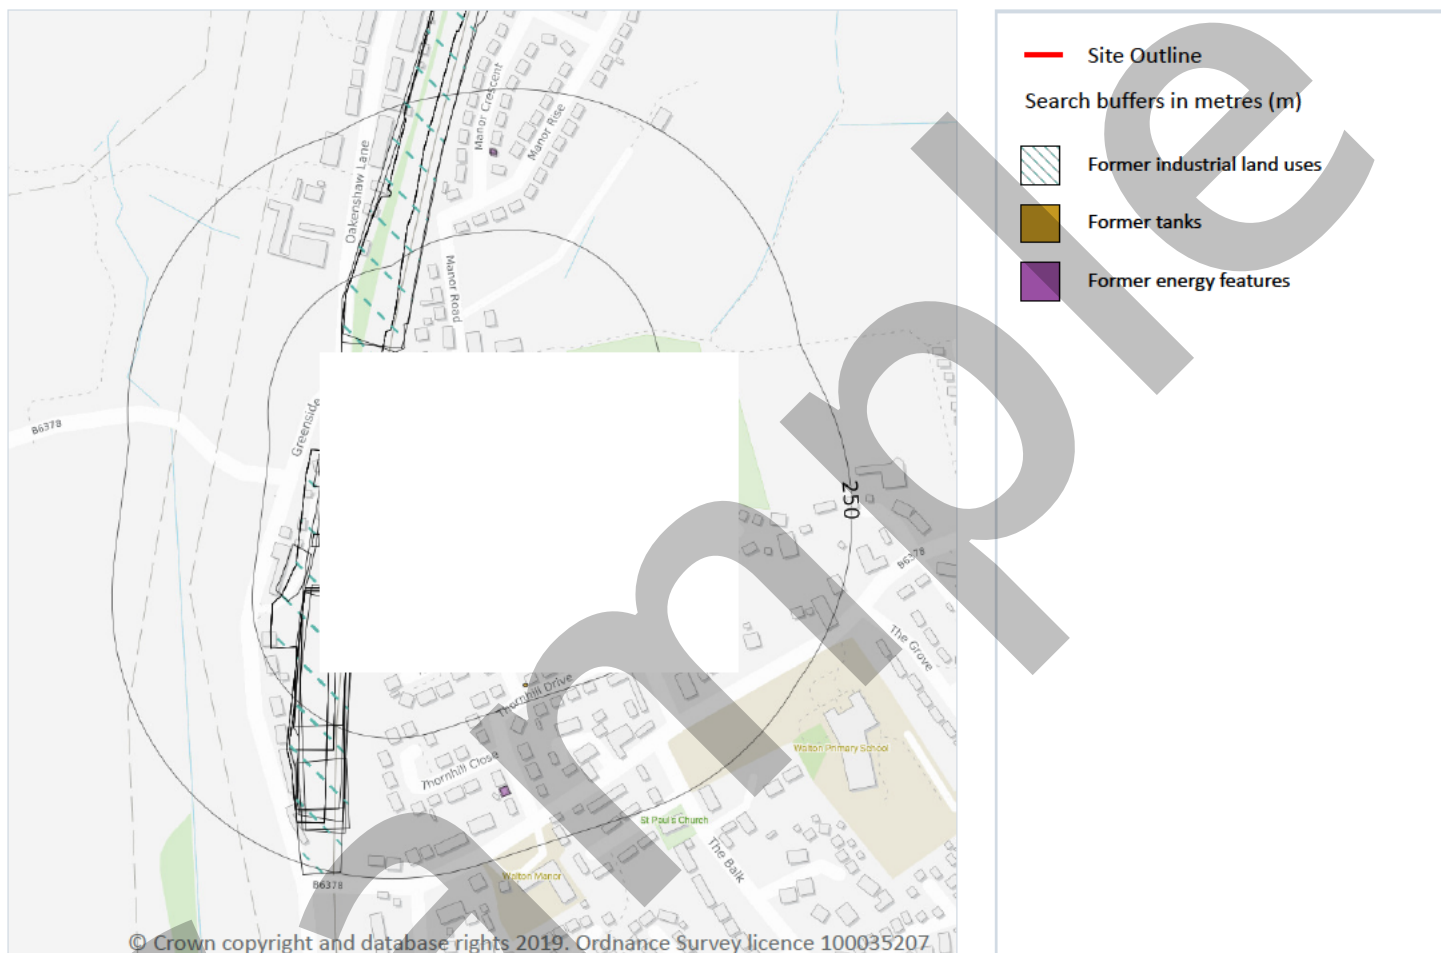 Manor Crescent
Manor Rise
Oakenshaw Lane
Manor Road
Greenside
B6378
250
B6378
The Grove
Thornhill Drive
Walton Primary School
Thornhill Close
St Paul's Church
The Balk
Walton Manor
B6378
© Crown copyright and database rights 2019. Ordnance Survey licence 100035207
Site Outline
Search buffers in metres (m)
Former industrial land uses
Former tanks
Former energy features
ample